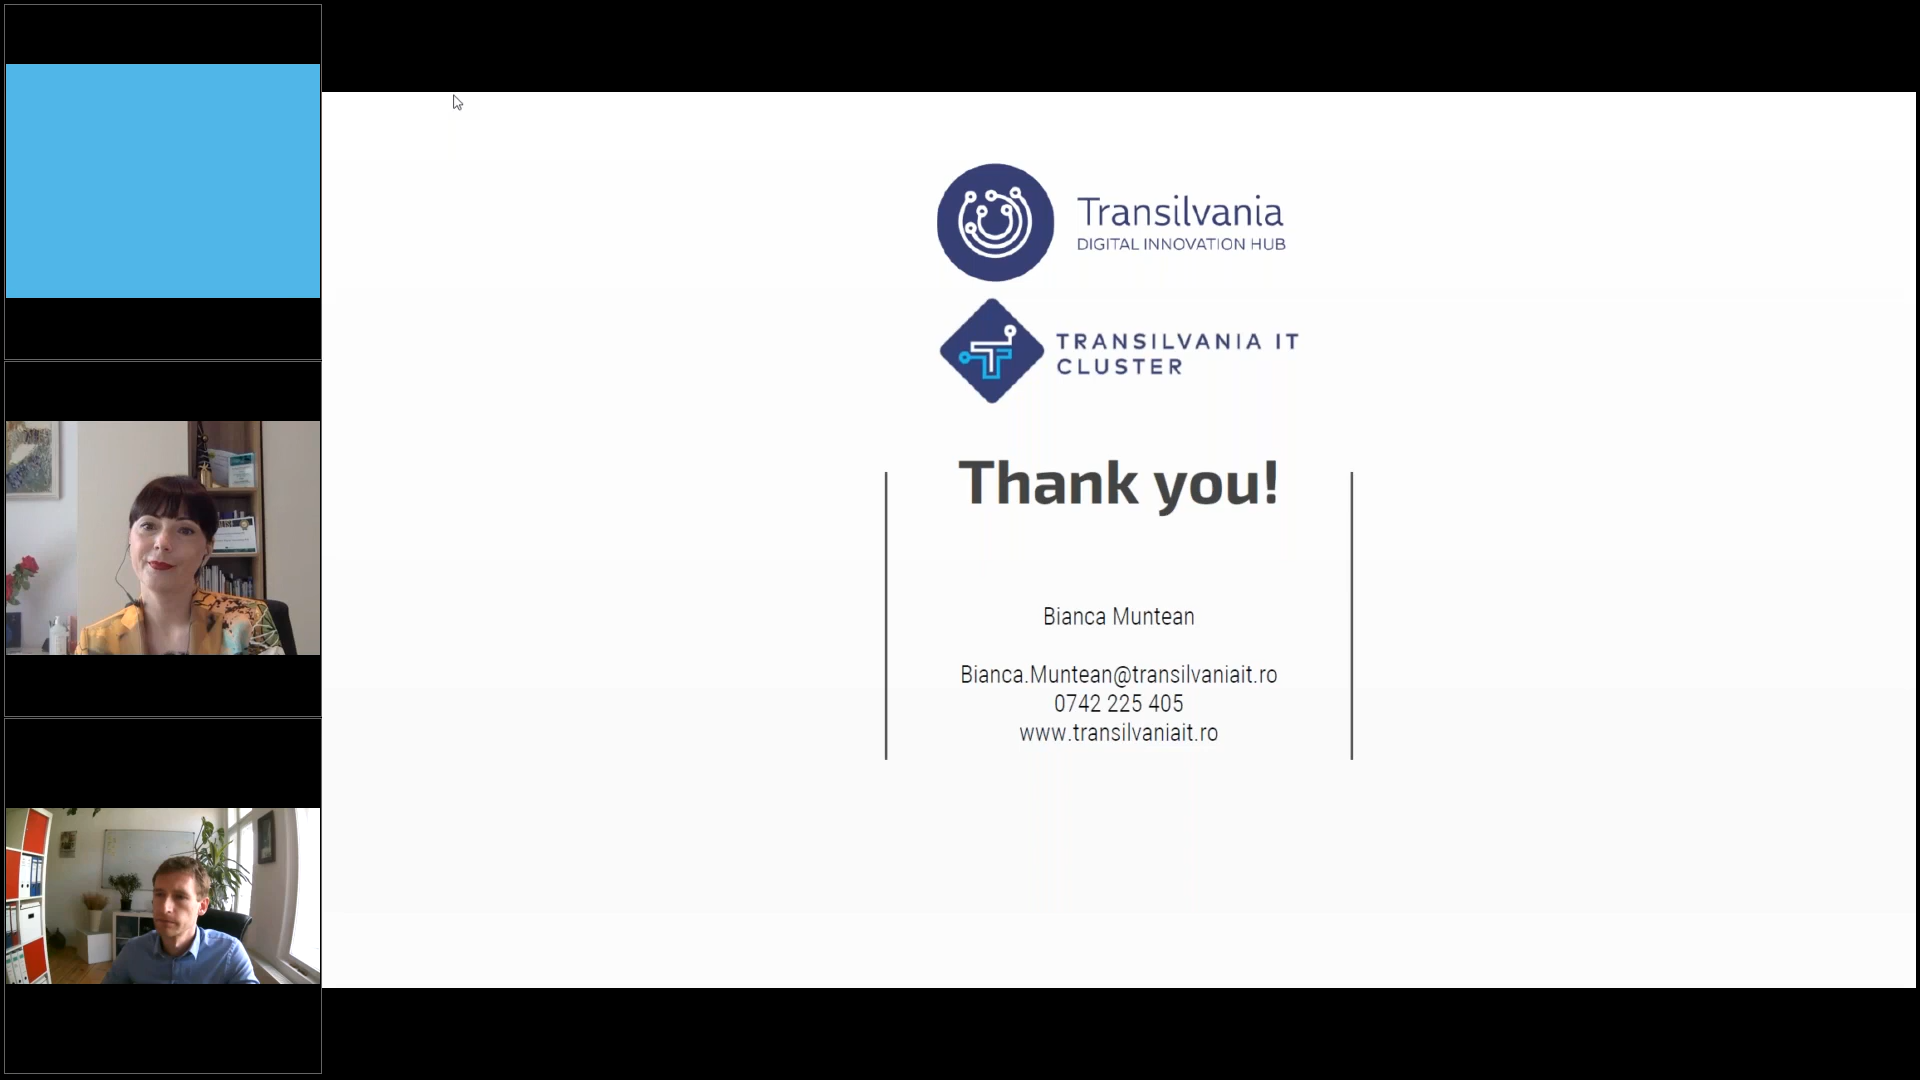 Transilvania
DIGITAL INNOVATION HUB
TRANSILVANIA IT
CLUSTER
Thank you!
Bianca Muntean
Bianca.Muntean@transilvaniait.ro
0742 225 405
www.transilvaniait.ro